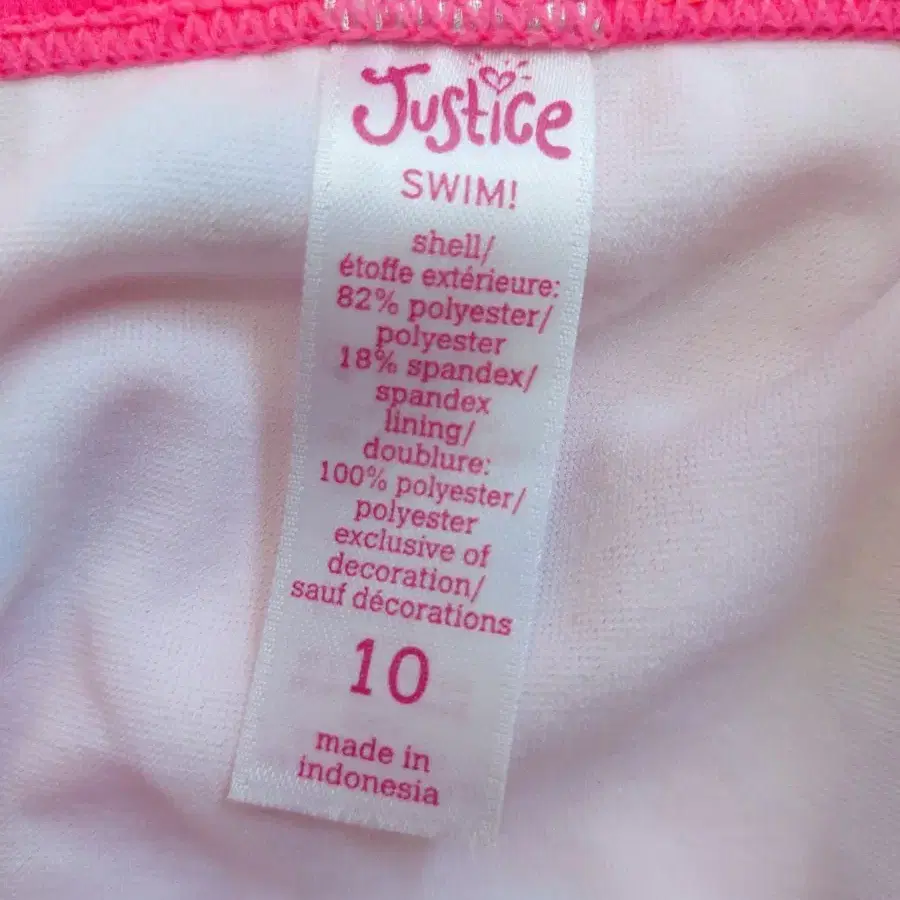 Justice
SWIM!
shell/
étoffe extérieure:
82% polyester/
polyester
18% spandex/
spandex
lining/
doublure:
100% polyester/
polyester
exclusive of
decoration/
sauf décorations
10
made in
indonesia